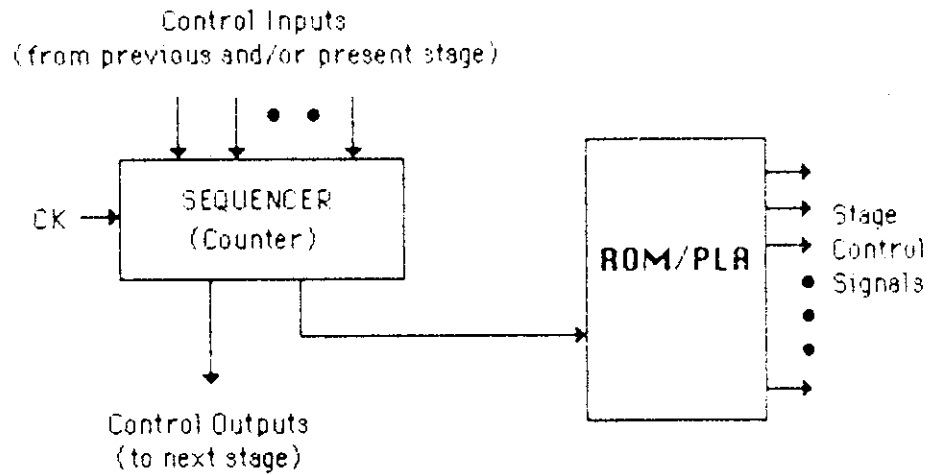 Control Inputs
(from previous and/or present stage)
SEQUENCER
(Counter)
CK
ROM/PLA
Stage
Control
Signals
Control Outputs
(to next stage)